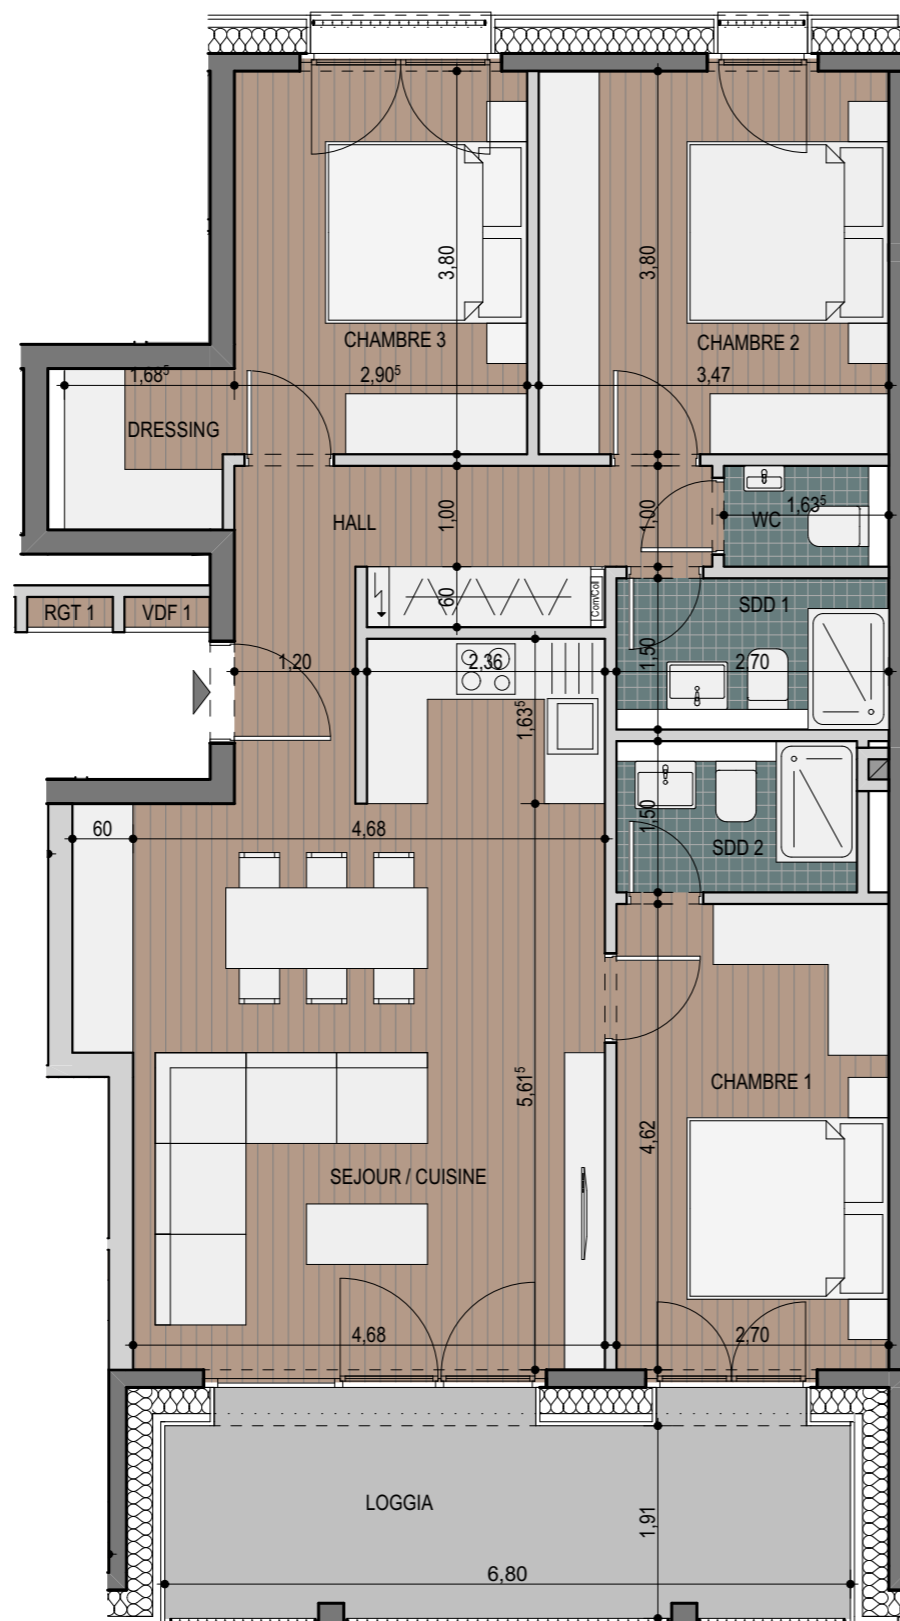 3,80
3,80
CHAMBRE 3
CHAMBRE 2
1,68⁵
2,90⁵
3,47
DRESSING
HALL
1,00
1,00
WC
1,63⁵
60
Com/Coll
RGT 1
VDF 1
SDD 1
1,20
2,36
1,50
2,70
1,63⁵
60
4,68
1,50
SDD 2
CHAMBRE 1
5,61⁵
4,62
SEJOUR / CUISINE
4,68
2,70
LOGGIA
1,91
6,80